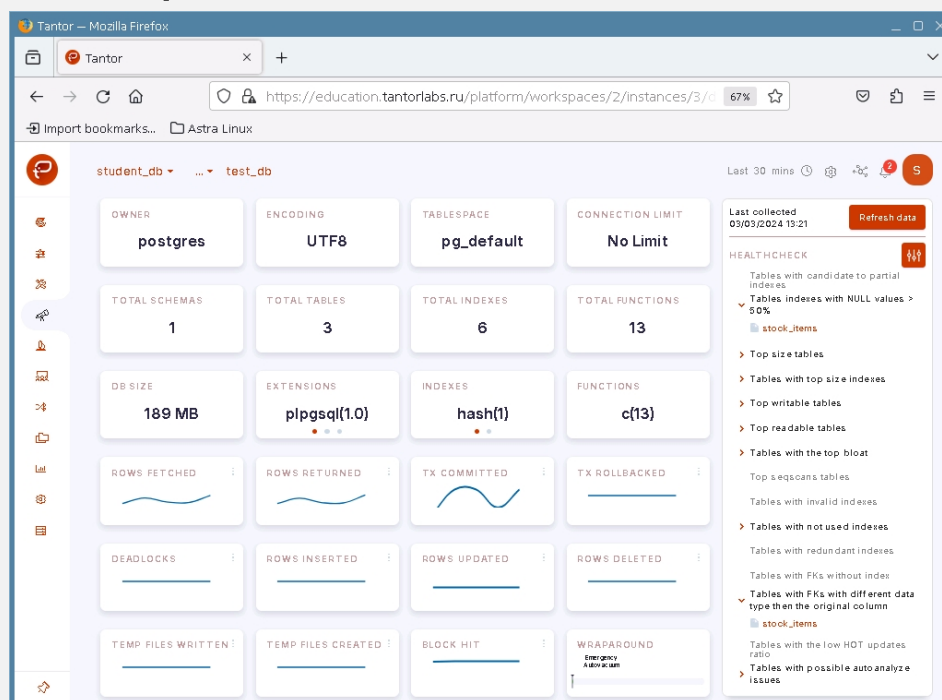 Tantor — Mozilla Firefox
Tantor
https://education.tantorlabs.ru/platform/workspaces/2/instances/3/
67%
Import bookmarks...
Astra Linux
student_db
...
test_db
Last 30 mins
2
S
OWNER
postgres
ENCODING
UTF8
TABLESPACE
pg_default
CONNECTION LIMIT
No Limit
TOTAL SCHEMAS
1
TOTAL TABLES
3
TOTAL INDEXES
6
TOTAL FUNCTIONS
13
DB SIZE
189 MB
EXTENSIONS
plpgsql(1.0)
INDEXES
hash(1)
FUNCTIONS
c(13)
ROWS FETCHED
ROWS RETURNED
TX COMMITTED
TX ROLLBACKED
DEADLOCKS
ROWS INSERTED
ROWS UPDATED
ROWS DELETED
TEMP FILES WRITTEN
TEMP FILES CREATED
BLOCK HIT
WRAPAROUND
Emergency
Autovacuum
Last collected
03/03/2024 13:21
Refresh data
HEALTHCHECK
Tables with candidate to partial
indexes
Tables indexes with NULL values >
50%
stock_items
Top size tables
Tables with top size indexes
Top writable tables
Top readable tables
Tables with the top bloat
Top seqscans tables
Tables with invalid indexes
Tables with not used indexes
Tables with redundant indexes
Tables with FKs without index
Tables with FKs with different data
type then the original column
stock_items
Tables with the low HOT updates
ratio
Tables with possible autoanalyze
issues